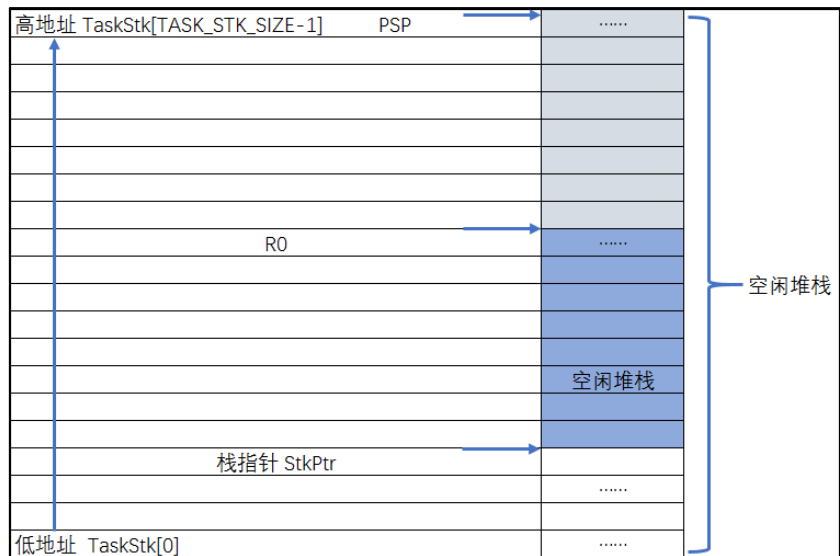 高地址 TaskStk[TASK_STK_SIZE-1] PSP ……
R0 ……
空闲堆栈
空闲堆栈
栈指针 StkPtr
……
低地址 TaskStk[0] ……